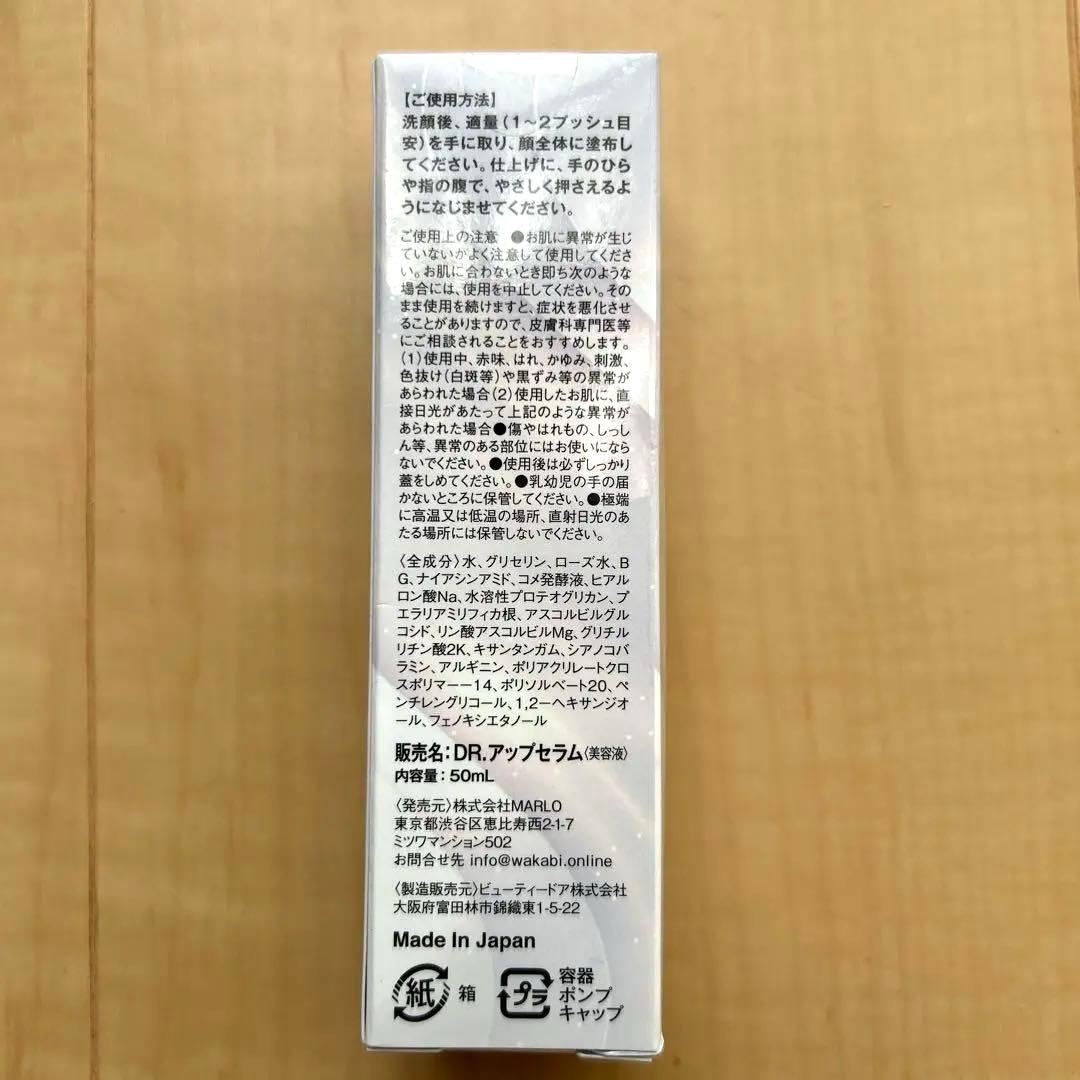 【ご使用方法】
洗顔後、適量(1～2プッシュ目
安)を手に取り、顔全体に塗布し
てください。仕上げに、手のひら
や指の腹で、やさしく押さえるよ
うになじませてください。
ご使用上の注意 ●お肌に異常が生じ
ていないかよく注意して使用してくださ
い。お肌に合わないとき即ち次のような
場合には、使用を中止してください。その
まま使用を続けますと、症状を悪化させ
ることがありますので、皮膚科専門医等
にご相談されることをおすすめします。
(1)使用中、赤味、はれ、かゆみ、刺激、
色抜け(白斑等)や黒ずみ等の異常が
あらわれた場合(2)使用したお肌に、直
接日光があたって上記のような異常が
あらわれた場合●傷やはれもの、しっし
ん等、異常のある部位にはお使いになら
ないでください。●使用後は必ずしっかり
蓋をしめてください。●乳幼児の手の届
かないところに保管してください。●極端
に高温又は低温の場所、直射日光のあ
たる場所には保管しないでください。
〈全成分〉水、グリセリン、ローズ水、B
G、ナイアシンアミド、コメ発酵液、ヒアル
ロン酸Na、水溶性プロテオグリカン、プ
エラリアミリフィカ根、アスコルビルグル
コシド、リン酸アスコルビルMg、グリチル
リチン酸2K、キサンタンガム、シアノコバ
ラミン、アルギニン、ポリアクリレートクロ
スポリマーー14、ポリソルベート20、ペ
ンチレングリコール、1,2ーヘキサンジオ
ール、フェノキシエタノール
販売名：DR.アップセラム〈美容液〉
内容量：50mL
〈発売元〉株式会社MARLO
東京都渋谷区恵比寿西2-1-7
ミツワマンション502
お問合せ先 info@wakabi.online
〈製造販売元〉ビューティードア株式会社
大阪府富田林市錦織東1-5-22
Made In Japan
紙 箱
プラ 容器
ポンプ
キャップ